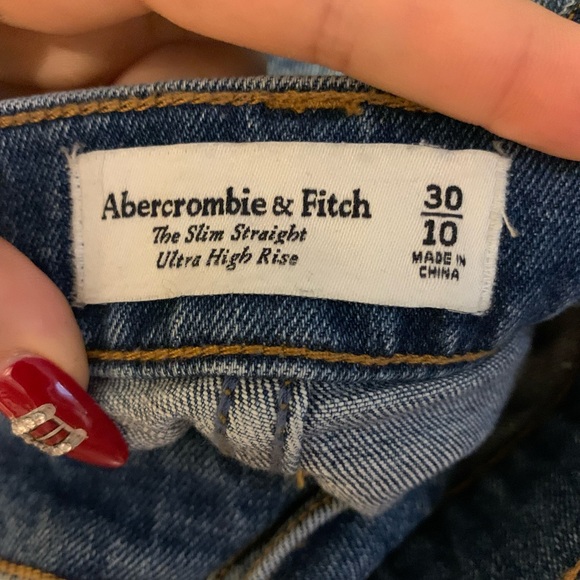 Abercrombie & Fitch
The Slim Straight
Ultra High Rise
30
10
MADE IN
CHINA